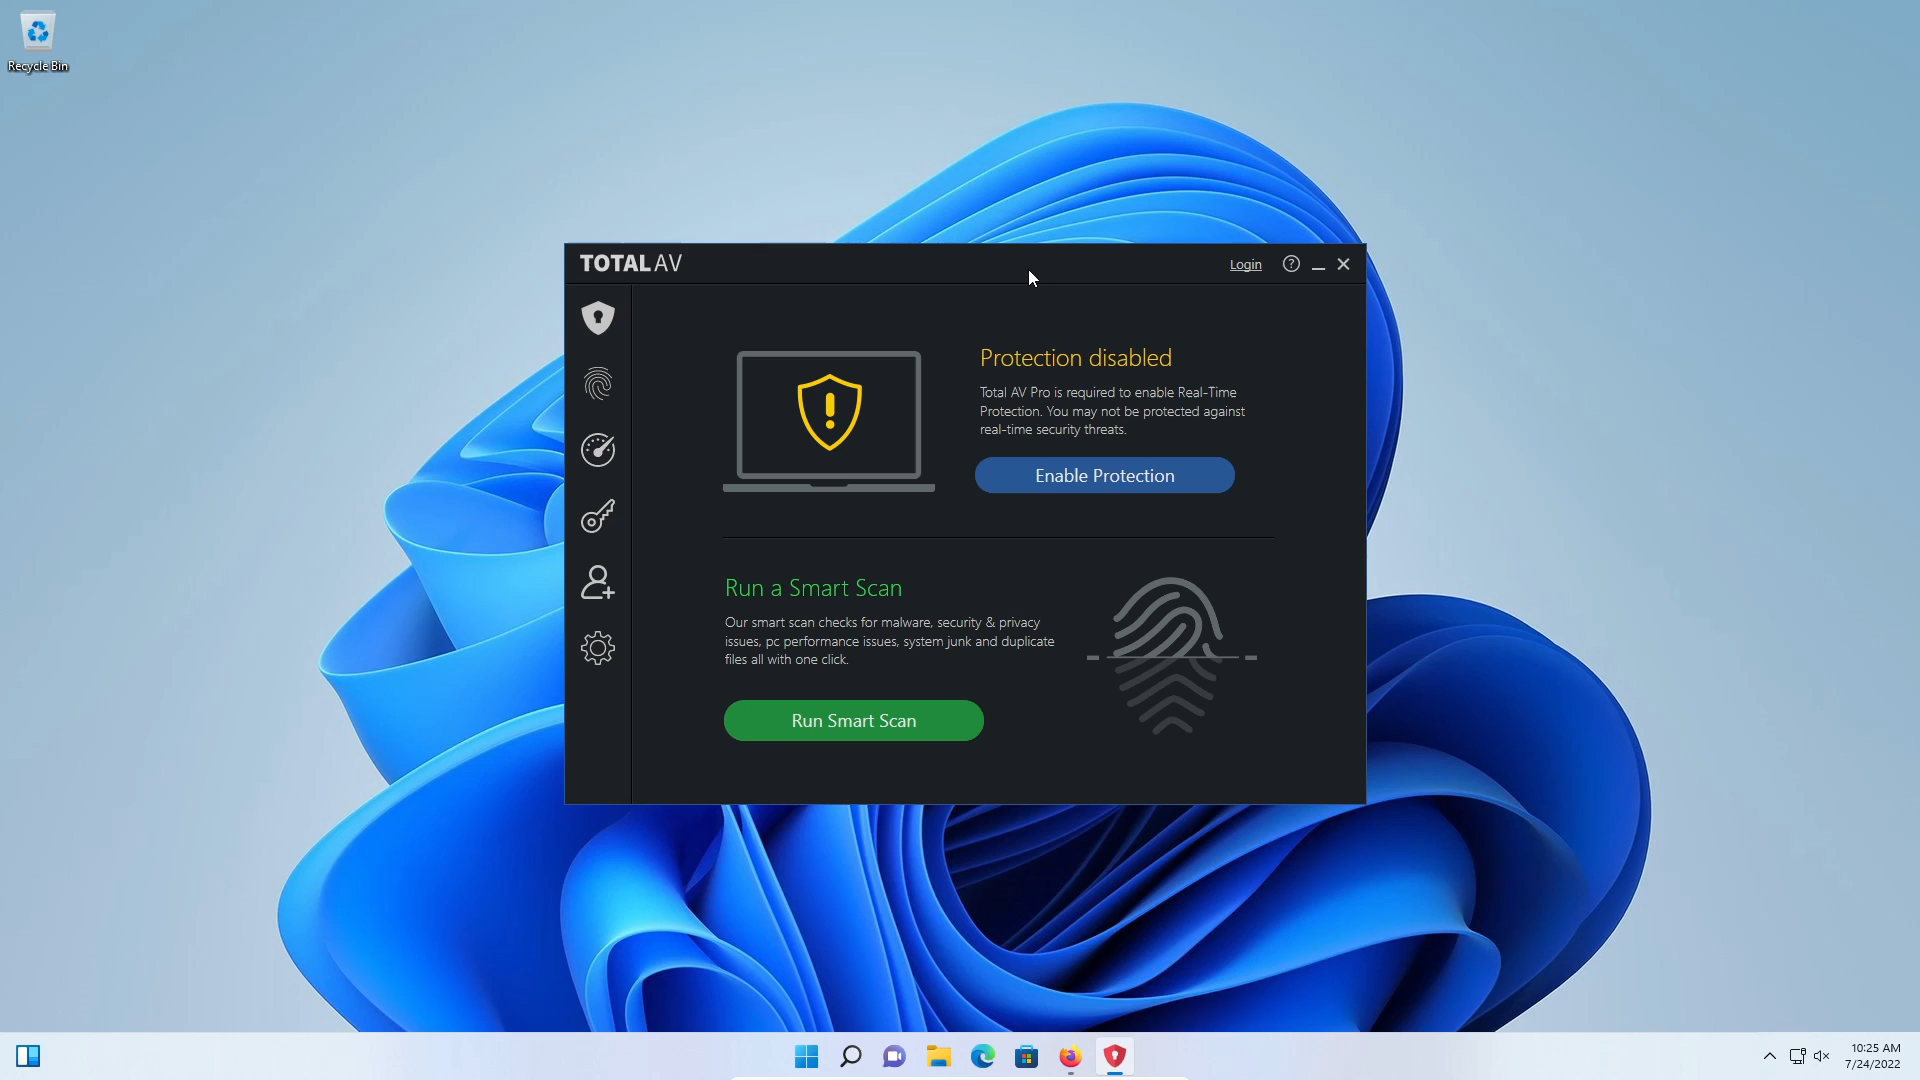 Recycle Bin
TOTAL AV
Login
Protection disabled
Total AV Pro is required to enable Real-Time
Protection. You may not be protected against
real-time security threats.
Enable Protection
Run a Smart Scan
Our smart scan checks for malware, security & privacy
issues, pc performance issues, system junk and duplicate
files all with one click.
Run Smart Scan
10:25 AM
7/24/2022